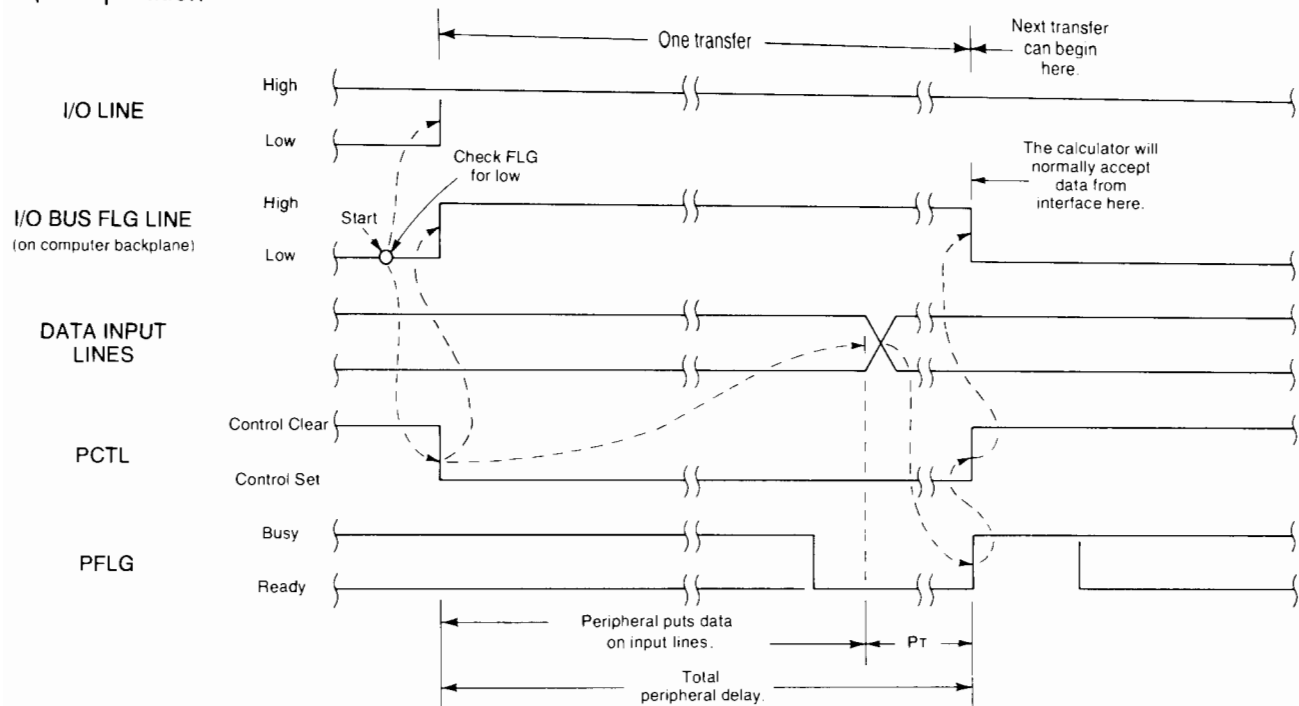 One transfer
Next transfer
can begin
here.
I/O LINE
High
Low
Check FLG
for low
The calculator will
normally accept
data from
interface here.
I/O BUS FLG LINE
(on computer backplane)
High
Start
Low
DATA INPUT
LINES
PCTL
Control Clear
Control Set
PFLG
Busy
Ready
Peripheral puts data
on input lines.
PT
Total
peripheral delay.